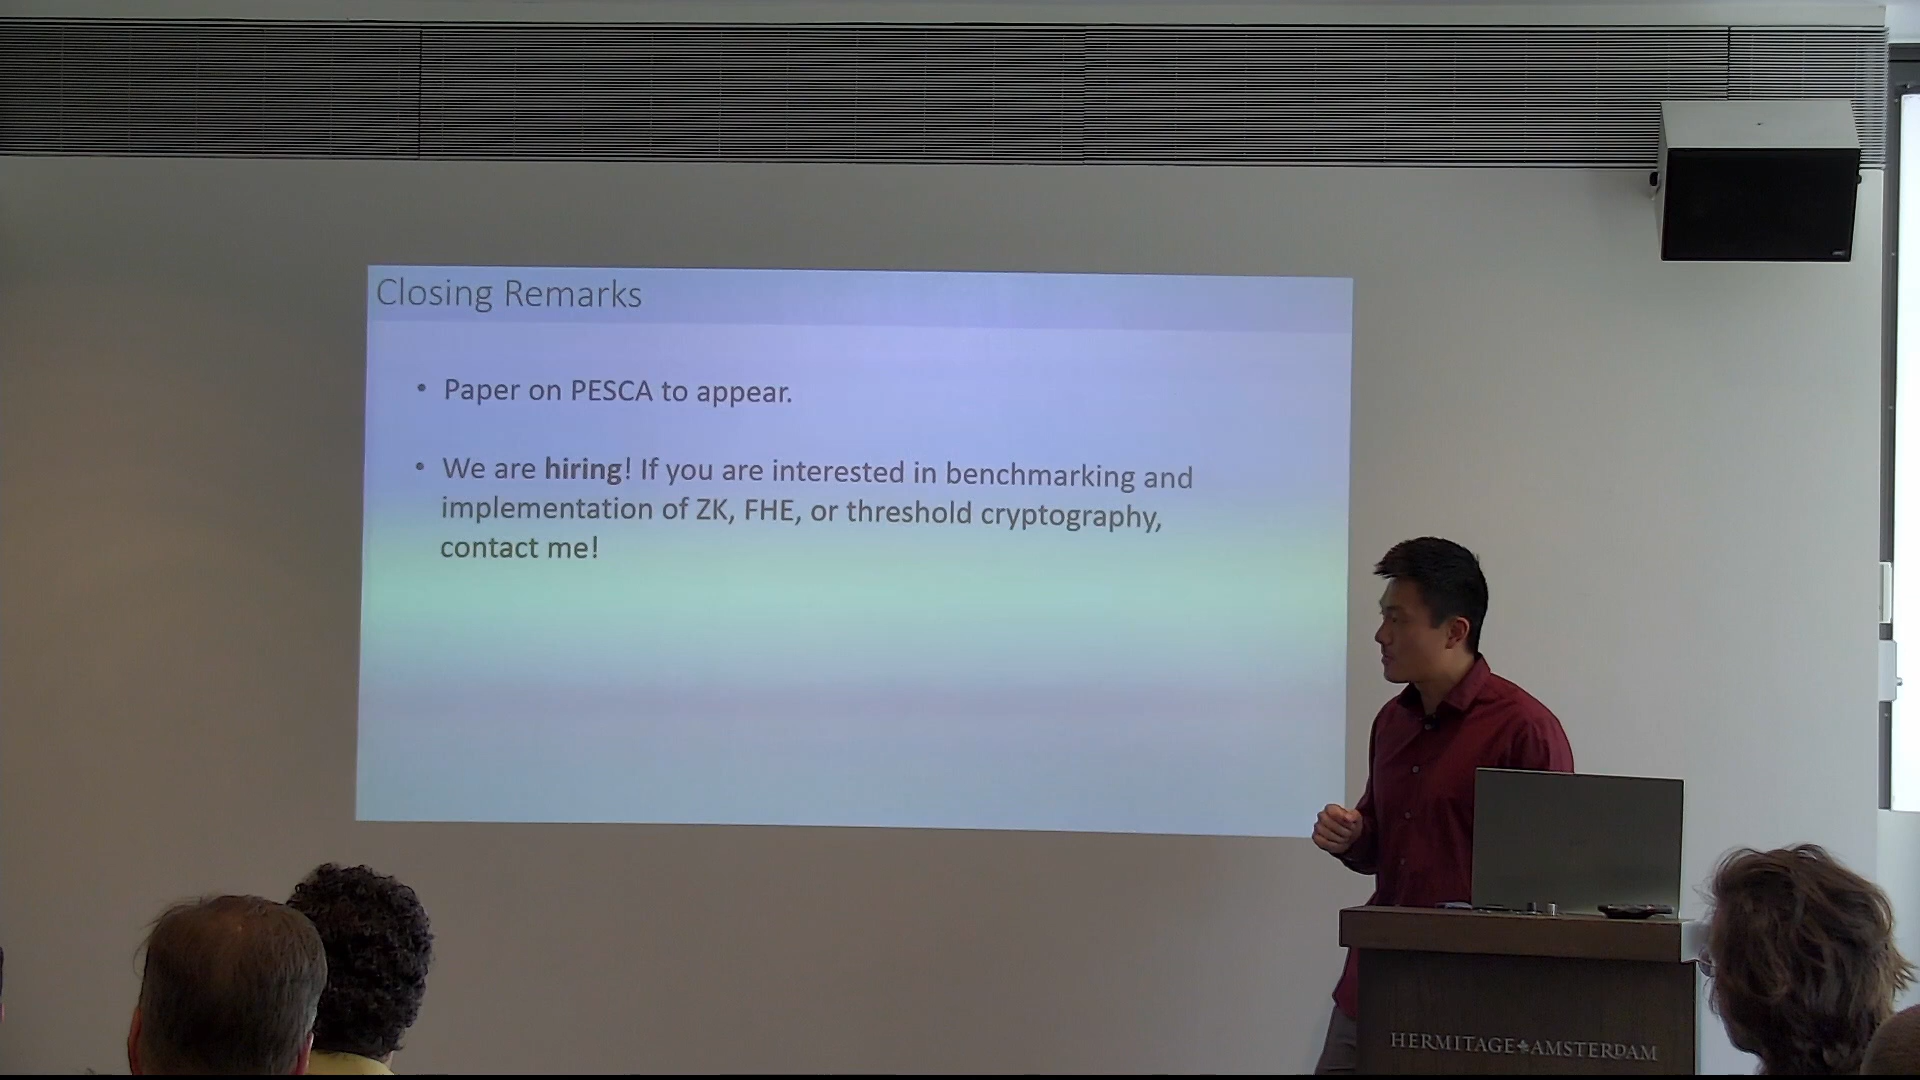 Closing Remarks
• Paper on PESCA to appear.
• We are hiring! If you are interested in benchmarking and
implementation of ZK, FHE, or threshold cryptography,
contact me!
HERMITAGE AMSTERDAM